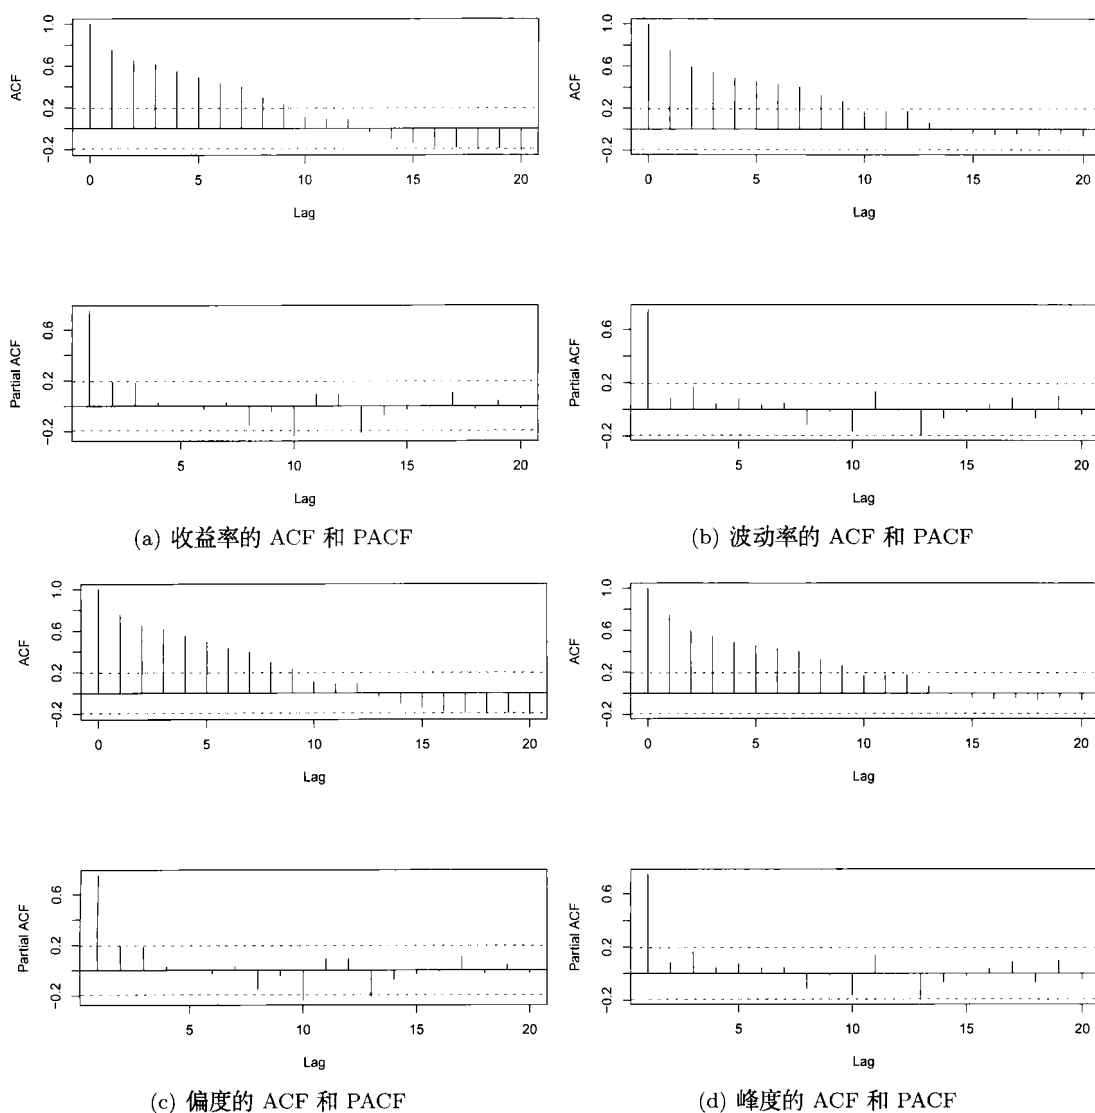 ACF
1.0
0.6
0.2
−0.2
0 5 10 15 20
Lag
Partial ACF
0.6
0.2
−0.2
5 10 15 20
Lag
(a) 收益率的 ACF 和 PACF
ACF
1.0
0.6
0.2
−0.2
0 5 10 15 20
Lag
Partial ACF
0.6
0.2
−0.2
0 5 10 15 20
Lag
(b) 波动率的 ACF 和 PACF
ACF
1.0
0.6
0.2
−0.2
0 5 10 15 20
Lag
Partial ACF
0.6
0.2
−0.2
5 10 15 20
Lag
(c) 偏度的 ACF 和 PACF
ACF
1.0
0.6
0.2
−0.2
0 5 10 15 20
Lag
Partial ACF
0.6
0.2
−0.2
5 10 15 20
Lag
(d) 峰度的 ACF 和 PACF